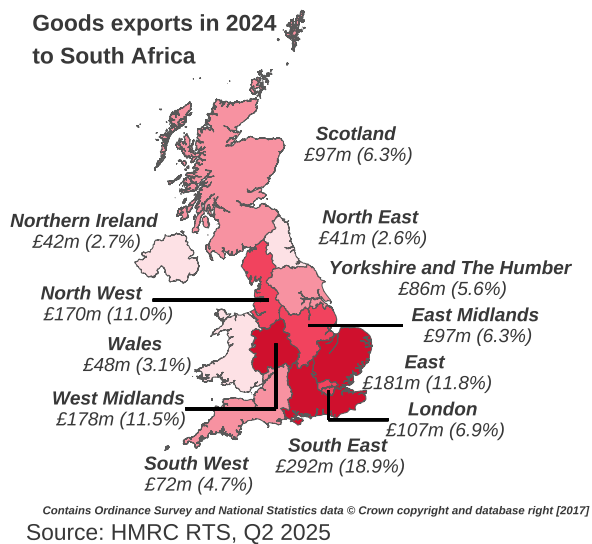 Goods exports in 2024
to South Africa
Scotland
£97m (6.3%)
Northern Ireland
£42m (2.7%)
North East
£41m (2.6%)
Yorkshire and The Humber
£86m (5.6%)
North West
£170m (11.0%)
East Midlands
£97m (6.3%)
Wales
£48m (3.1%)
East
£181m (11.8%)
West Midlands
£178m (11.5%)
London
£107m (6.9%)
South East
£292m (18.9%)
South West
£72m (4.7%)
Contains Ordinance Survey and National Statistics data © Crown copyright and database right [2017]
Source: HMRC RTS, Q2 2025